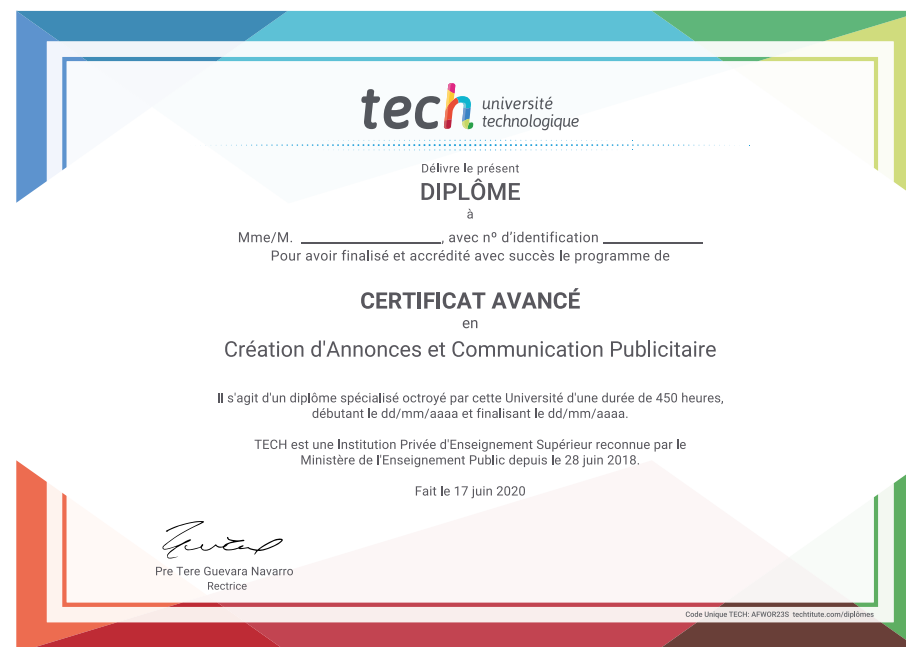 tech université
technologique
Délivre le présent
DIPLÔME
à
Mme/M. ____________________, avec nº d'identification ______________
Pour avoir finalisé et accrédité avec succès le programme de
CERTIFICAT AVANCÉ
en
Création d'Annonces et Communication Publicitaire
Il s'agit d'un diplôme spécialisé octroyé par cette Université d'une durée de 450 heures,
débutant le dd/mm/aaaa et finalisant le dd/mm/aaaa.
TECH est une Institution Privée d'Enseignement Supérieur reconnue par le
Ministère de l'Enseignement Public depuis le 28 juin 2018.
Fait le 17 juin 2020
Pre Tere Guevara Navarro
Rectrice
Code Unique TECH: AFWOR23S techtitute.com/diplômes